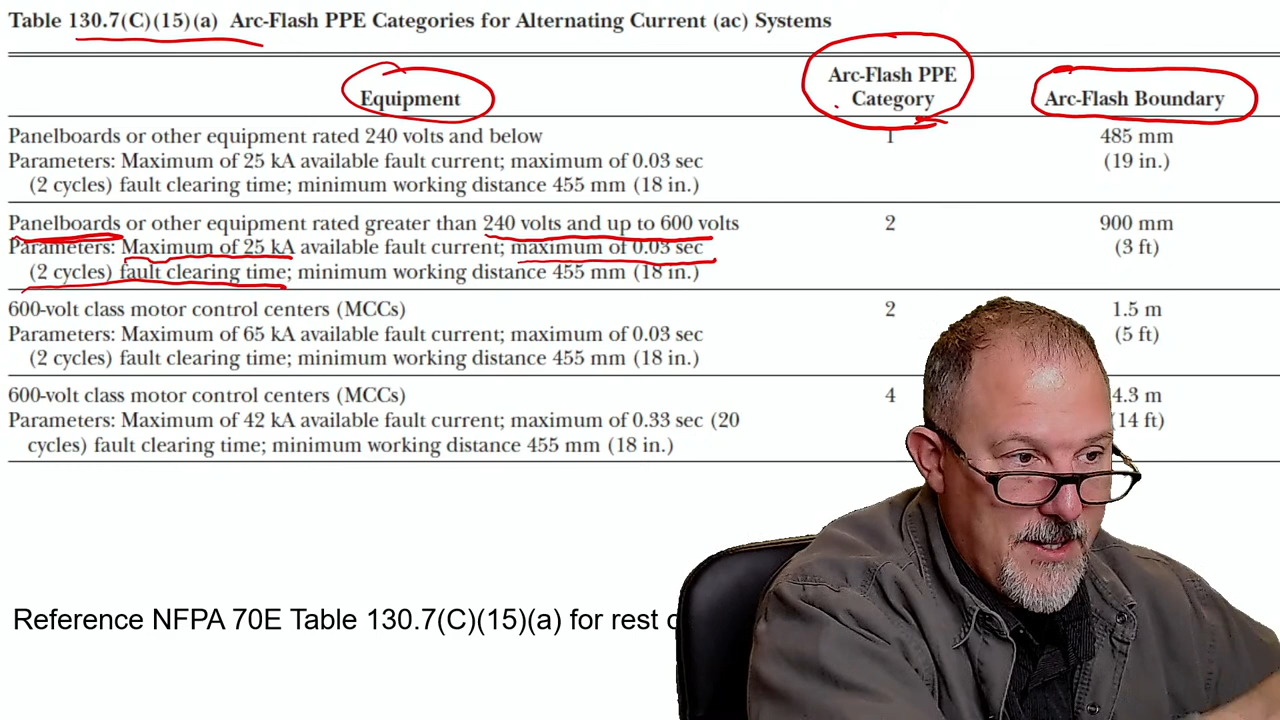 Table 130.7(C)(15)(a) Arc-Flash PPE Categories for Alternating Current (ac) Systems
Equipment
Arc-Flash PPE
Category
Arc-Flash Boundary
Panelboards or other equipment rated 240 volts and below
Parameters: Maximum of 25 kA available fault current; maximum of 0.03 sec
(2 cycles) fault clearing time; minimum working distance 455 mm (18 in.)
1
485 mm
(19 in.)
Panelboards or other equipment rated greater than 240 volts and up to 600 volts
Parameters: Maximum of 25 kA available fault current; maximum of 0.03 sec
(2 cycles) fault clearing time; minimum working distance 455 mm (18 in.)
2
900 mm
(3 ft)
600-volt class motor control centers (MCCs)
Parameters: Maximum of 65 kA available fault current; maximum of 0.03 sec
(2 cycles) fault clearing time; minimum working distance 455 mm (18 in.)
2
1.5 m
(5 ft)
600-volt class motor control centers (MCCs)
Parameters: Maximum of 42 kA available fault current; maximum of 0.33 sec (20
cycles) fault clearing time; minimum working distance 455 mm (18 in.)
4
4.3 m
(14 ft)
Reference NFPA 70E Table 130.7(C)(15)(a) for rest